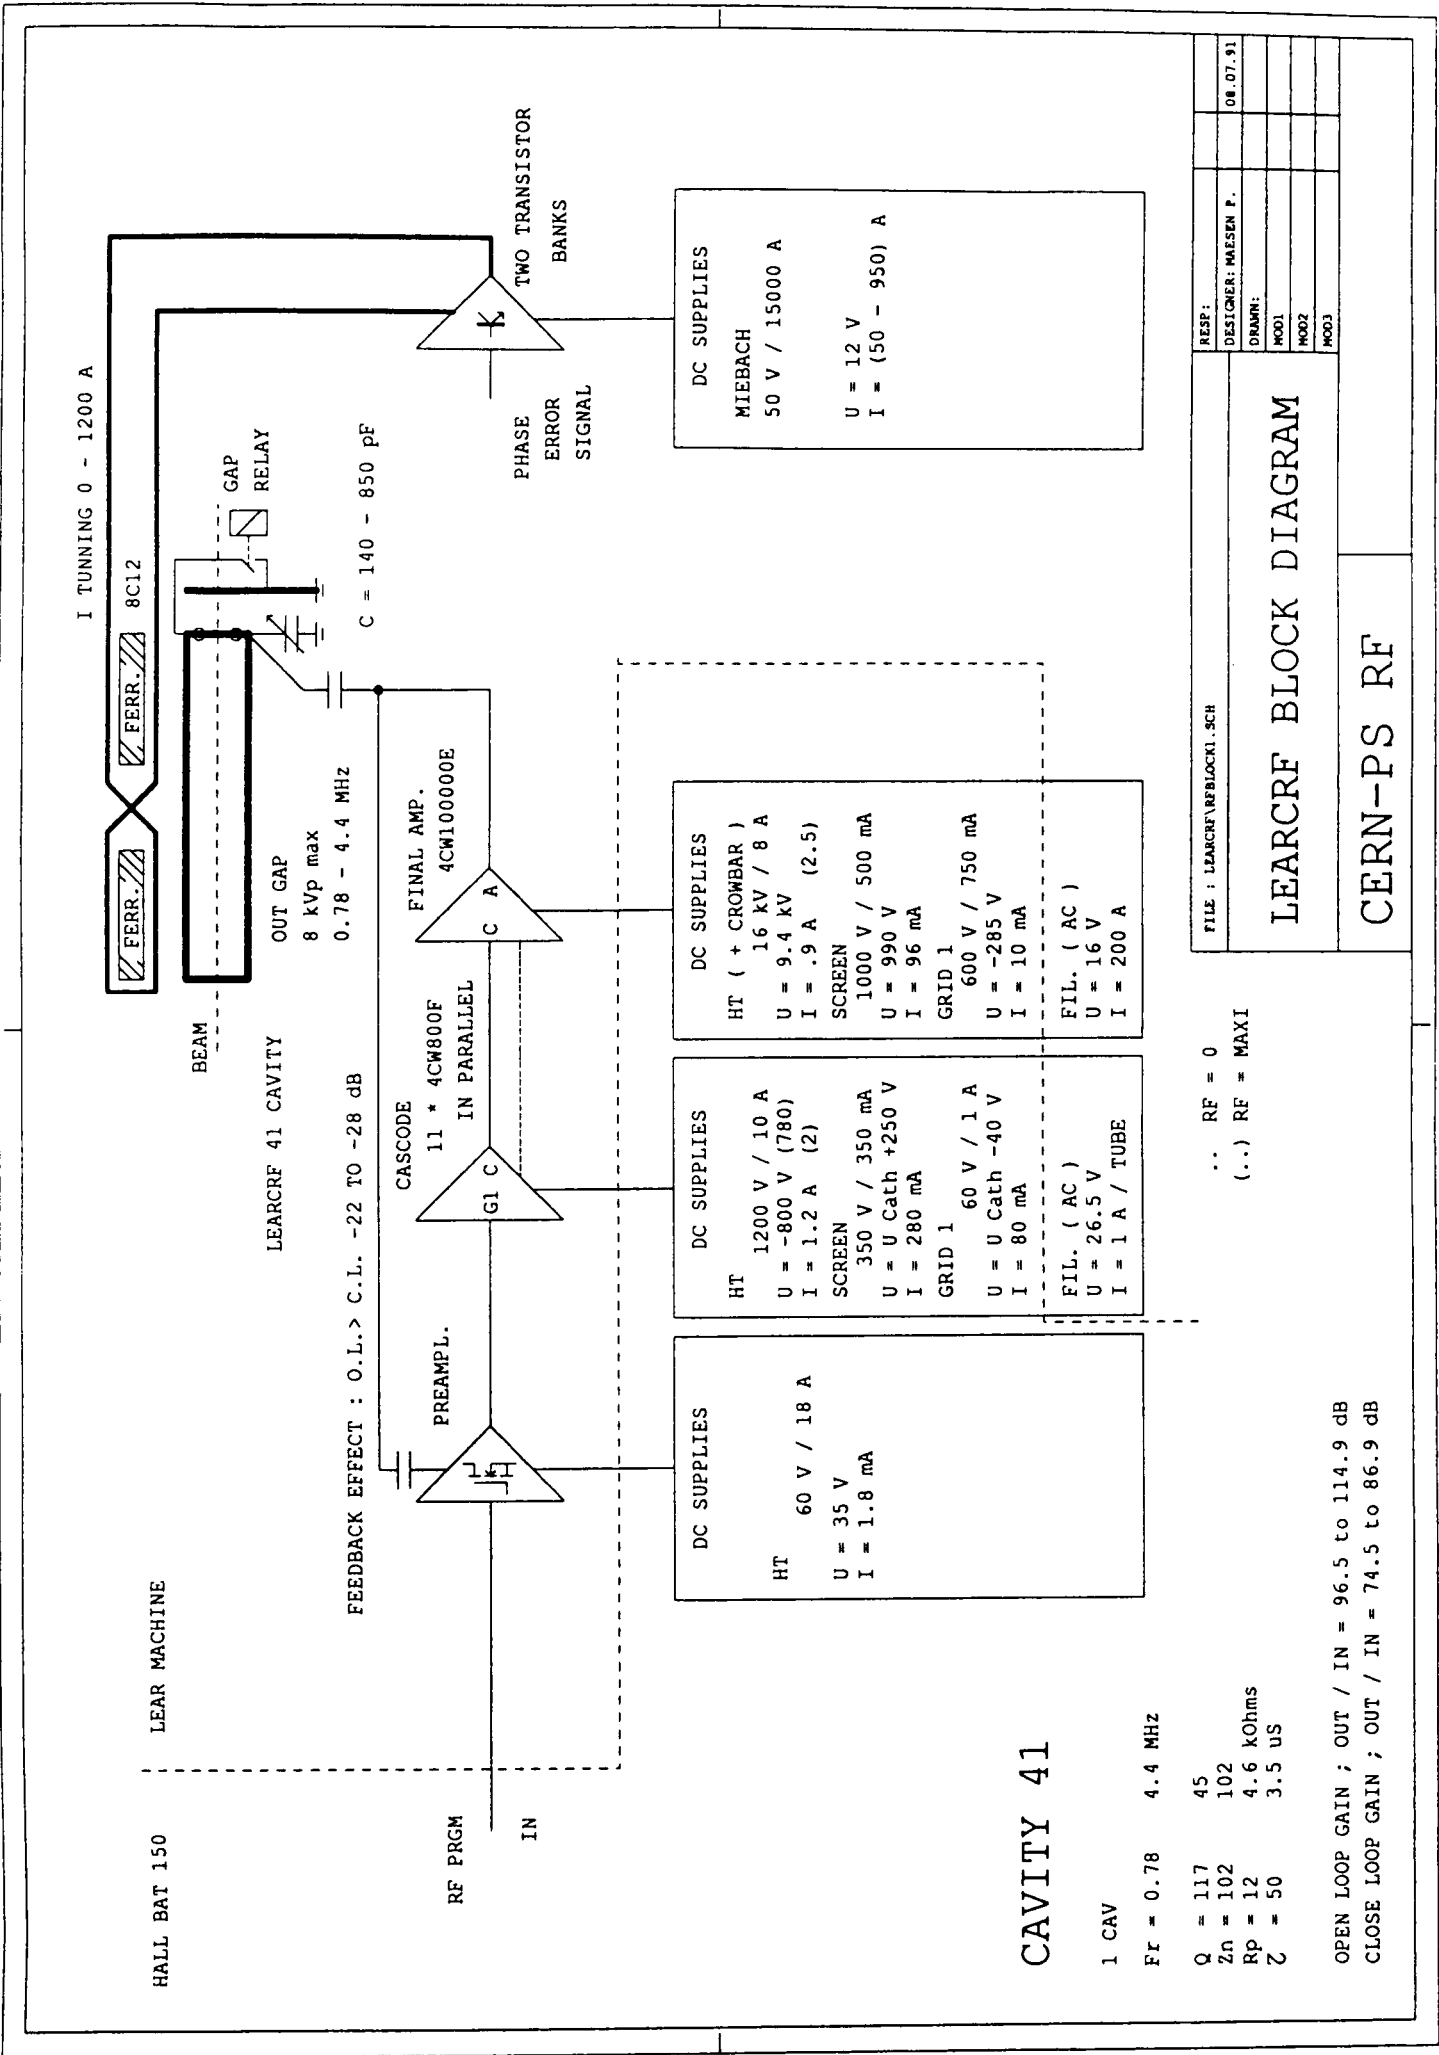 HALL BAT 150
LEAR MACHINE
RF PRGM
IN
FEEDBACK EFFECT : O.L.> C.L. -22 TO -28 dB
PREAMPL.
LEARCRF 41 CAVITY
CASCODE
11 * 4CW800F
IN PARALLEL
G1 C
BEAM
OUT GAP
8 kVp max
0.78 - 4.4 MHz
FINAL AMP.
4CW100000E
C A
FERR.
FERR.
8C12
I TUNNING 0 - 1200 A
GAP
RELAY
C = 140 - 850 pF
PHASE
ERROR
SIGNAL
TWO TRANSISTOR
BANKS
DC SUPPLIES
HT
60 V / 18 A
U = 35 V
I = 1.8 mA
DC SUPPLIES
HT
1200 V / 10 A
U = -800 V (780)
I = 1.2 A (2)
SCREEN
350 V / 350 mA
U = U Cath +250 V
I = 280 mA
GRID 1
60 V / 1 A
U = U Cath -40 V
I = 80 mA
FIL. ( AC )
U = 26.5 V
I = 1 A / TUBE
DC SUPPLIES
HT ( + CROWBAR )
16 kV / 8 A
U = 9.4 kV
I = .9 A (2.5)
SCREEN
1000 V / 500 mA
U = 990 V
I = 96 mA
GRID 1
600 V / 750 mA
U = -285 V
I = 10 mA
FIL. ( AC )
U = 16 V
I = 200 A
DC SUPPLIES
MIEBACH
50 V / 15000 A
U = 12 V
I = (50 - 950) A
.. RF = 0
(..) RF = MAXI
CAVITY 41
1 CAV
Fr = 0.78 4.4 MHz
Q = 117 45
Zn = 102 102
Rp = 12 4.6 kOhms
Z = 50 3.5 uS
OPEN LOOP GAIN ; OUT / IN = 96.5 to 114.9 dB
CLOSE LOOP GAIN ; OUT / IN = 74.5 to 86.9 dB
FILE : LEARCRF\RFBLOCK1.SCH
LEARCRF BLOCK DIAGRAM
CERN-PS RF
RESP:
DESIGNER: MAESEN P. 08.07.91
DRAWN:
MOD1
MOD2
MOD3